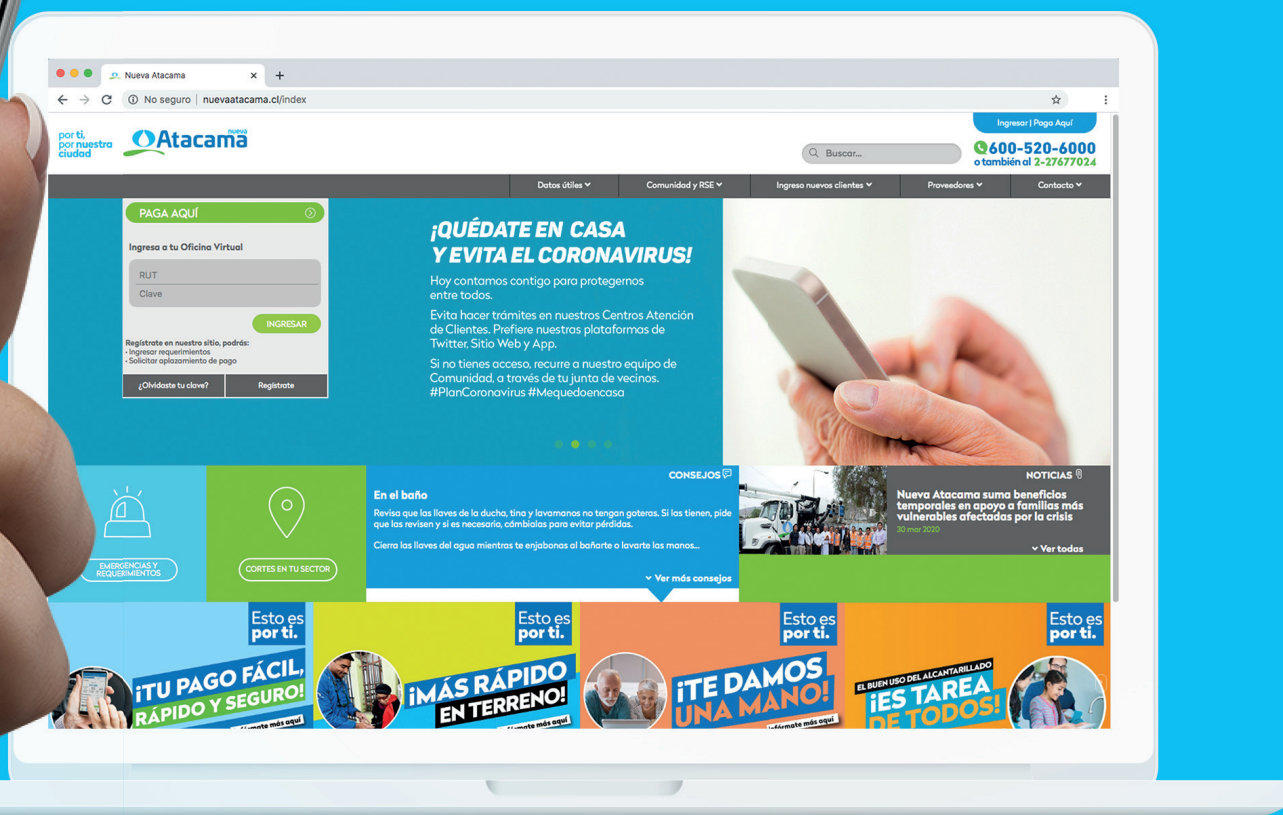 Nueva Atacama
No seguro | nuevaatacama.cl/index
por ti,
por nuestra
ciudad
nueva
Atacama
Buscar...
Ingresar | Paga Aquí
600-520-6000
o también al 2-27677024
Datos útiles
Comunidad y RSE
Ingreso nuevos clientes
Proveedores
Contacto
PAGA AQUÍ
Ingresa a tu Oficina Virtual
RUT
Clave
INGRESAR
Regístrate en nuestro sitio, podrás:
• Ingresar requerimientos
• Solicitar aplazamiento de pago
¿Olvidaste tu clave?
Regístrate
¡QUÉDATE EN CASA
Y EVITA EL CORONAVIRUS!
Hoy contamos contigo para protegernos
entre todos.
Evita hacer trámites en nuestros Centros Atención
de Clientes. Prefiere nuestras plataformas de
Twitter, Sitio Web y App.
Si no tienes acceso, recurre a nuestro equipo de
Comunidad, a través de tu junta de vecinos.
#PlanCoronavirus #Mequedoencasa
EMERGENCIAS Y
REQUERIMIENTOS
CORTES EN TU SECTOR
CONSEJOS
En el baño
Revisa que las llaves de la ducha, tina y lavamanos no tengan goteras. Si las tienen, pide
que las revisen y si es necesario, cámbialas para evitar pérdidas.
Cierra las llaves del agua mientras te enjabonas al bañarte o lavarte las manos...
Ver más consejos
NOTICIAS
Nueva Atacama suma beneficios
temporales en apoyo a familias más
vulnerables afectadas por la crisis
30 mar 2020
Ver todas
Esto es
por ti.
¡TU PAGO FÁCIL,
RÁPIDO Y SEGURO!
más aquí
Esto es
por ti.
¡MÁS RÁPIDO
EN TERRENO!
más aquí
Esto es
por ti.
¡TE DAMOS
UNA MANO!
Infórmate más aquí
Esto es
por ti.
EL BUEN USO DEL ALCANTARILLADO
¡ES TAREA
DE TODOS!